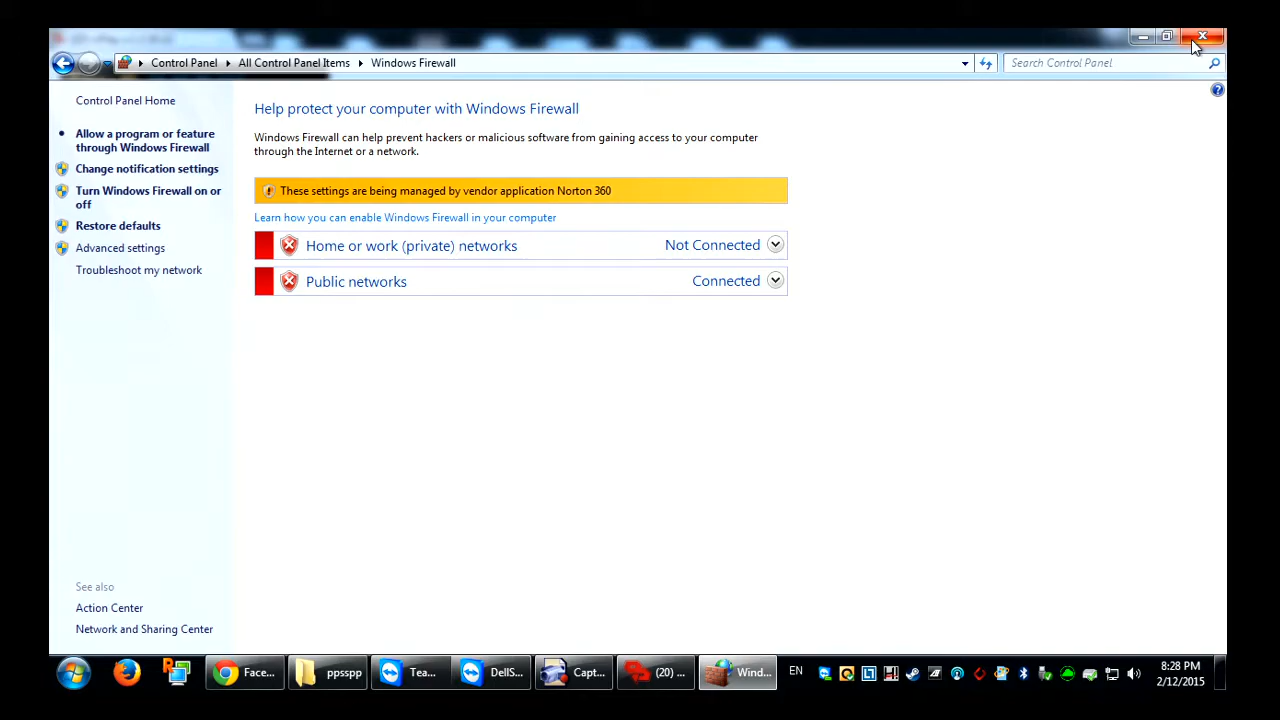 Control Panel All Control Panel Items Windows Firewall
Search Control Panel
Control Panel Home
Allow a program or feature
through Windows Firewall
Change notification settings
Turn Windows Firewall on or
off
Restore defaults
Advanced settings
Troubleshoot my network
Help protect your computer with Windows Firewall
Windows Firewall can help prevent hackers or malicious software from gaining access to your computer
through the Internet or a network.
These settings are being managed by vendor application Norton 360
Learn how you can enable Windows Firewall in your computer
Home or work (private) networks Not Connected
Public networks Connected
See also
Action Center
Network and Sharing Center
Face... ppsspp Tea... DellS... Capt... (20) ... Wind... EN
8:28 PM
2/12/2015